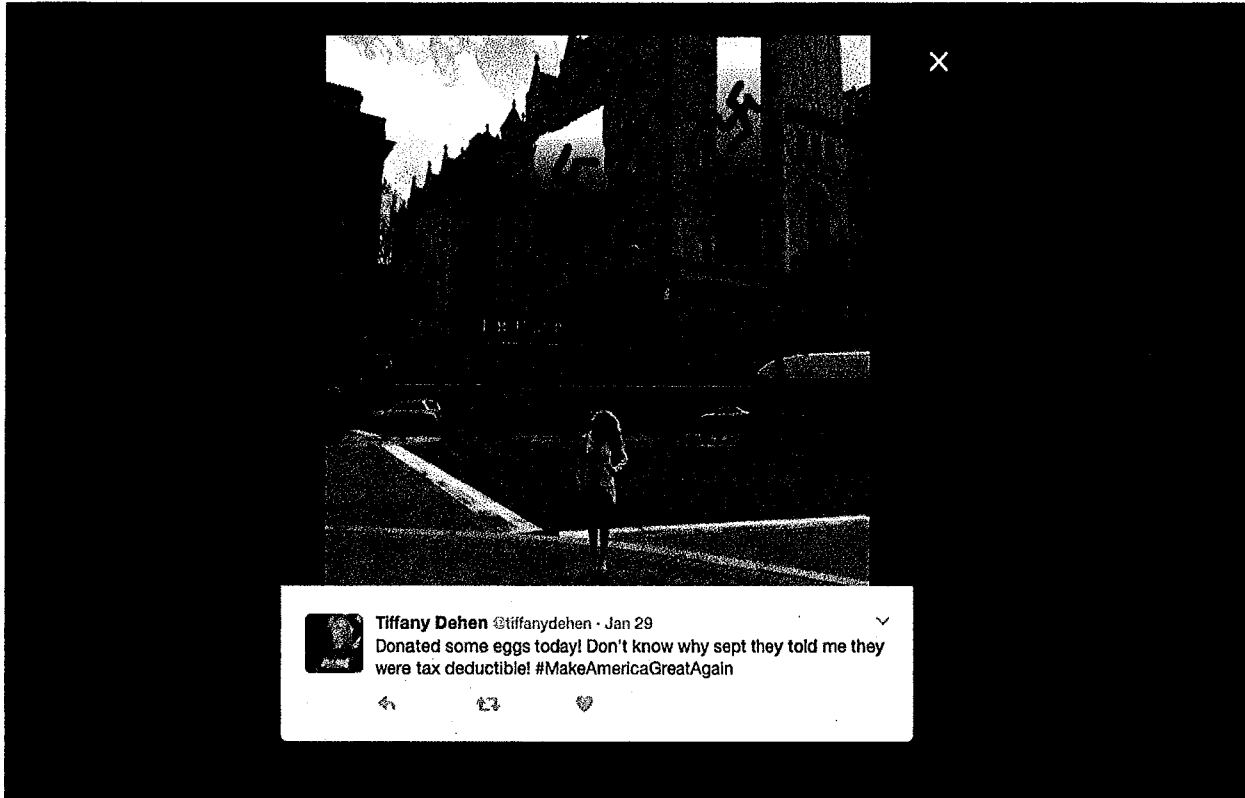 Tiffany Dehen @tiffanydehen · Jan 29
Donated some eggs today! Don't know why sept they told me they
were tax deductible! #MakeAmericaGreatAgain